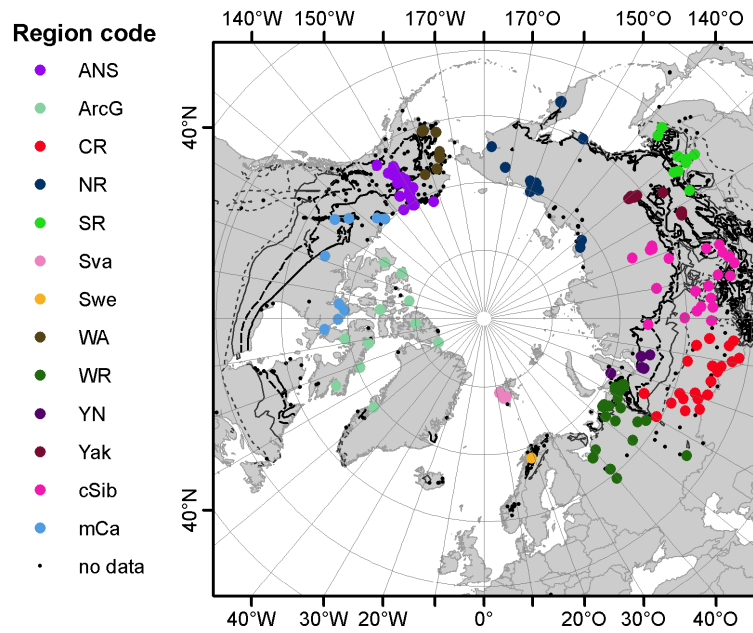 140°W 150°W 170°W 170°O 150°O 140°O
Region code
ANS
ArcG
CR
NR
SR
Sva
Swe
WA
WR
YN
Yak
cSib
mCa
no data
40°N
40°N
40°W 30°W 20°W 0° 20°O 30°O 40°O